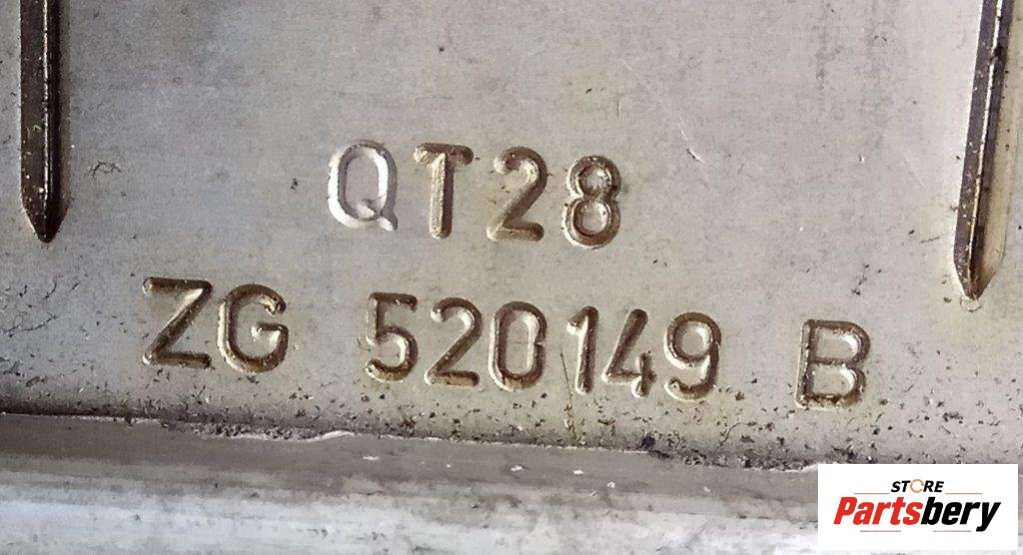 QT28
ZG 520149 B
STORE
Partsbery